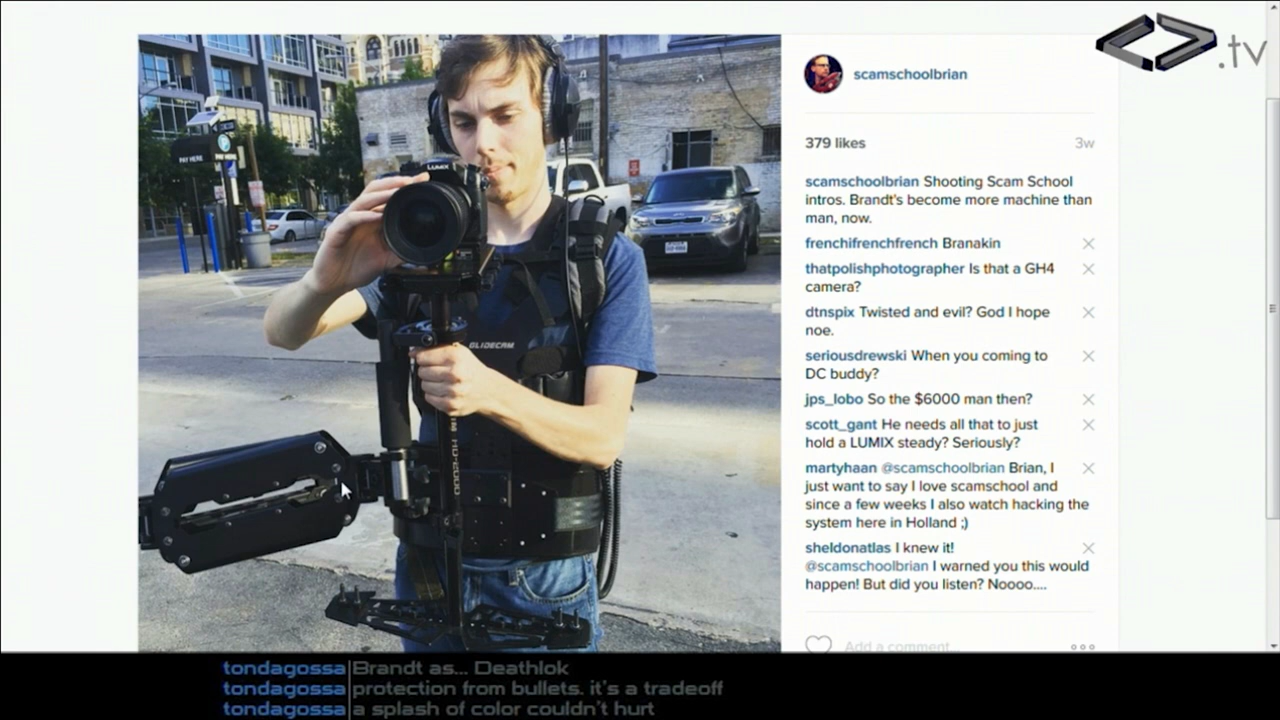 .tv
scamschoolbrian
379 likes 3w
scamschoolbrian Shooting Scam School
intros. Brandt's become more machine than
man, now.
frenchifrenchfrench Branakin
thatpolishphotographer Is that a GH4
camera?
dtnspix Twisted and evil? God I hope
noe.
seriousdrewski When you coming to
DC buddy?
jps_lobo So the $6000 man then?
scott_gant He needs all that to just
hold a LUMIX steady? Seriously?
martyhaan @scamschoolbrian Brian, I
just want to say I love scamschool and
since a few weeks I also watch hacking the
system here in Holland ;)
sheldonatlas I knew it!
@scamschoolbrian I warned you this would
happen! But did you listen? Noooo....
Add a comment...
PAY HERE
PAY HERE
LUMIX
GLIDECAM
HD-2000
tondagossa Brandt as... Deathlok
tondagossa protection from bullets. it's a tradeoff
tondagossa a splash of color couldn't hurt